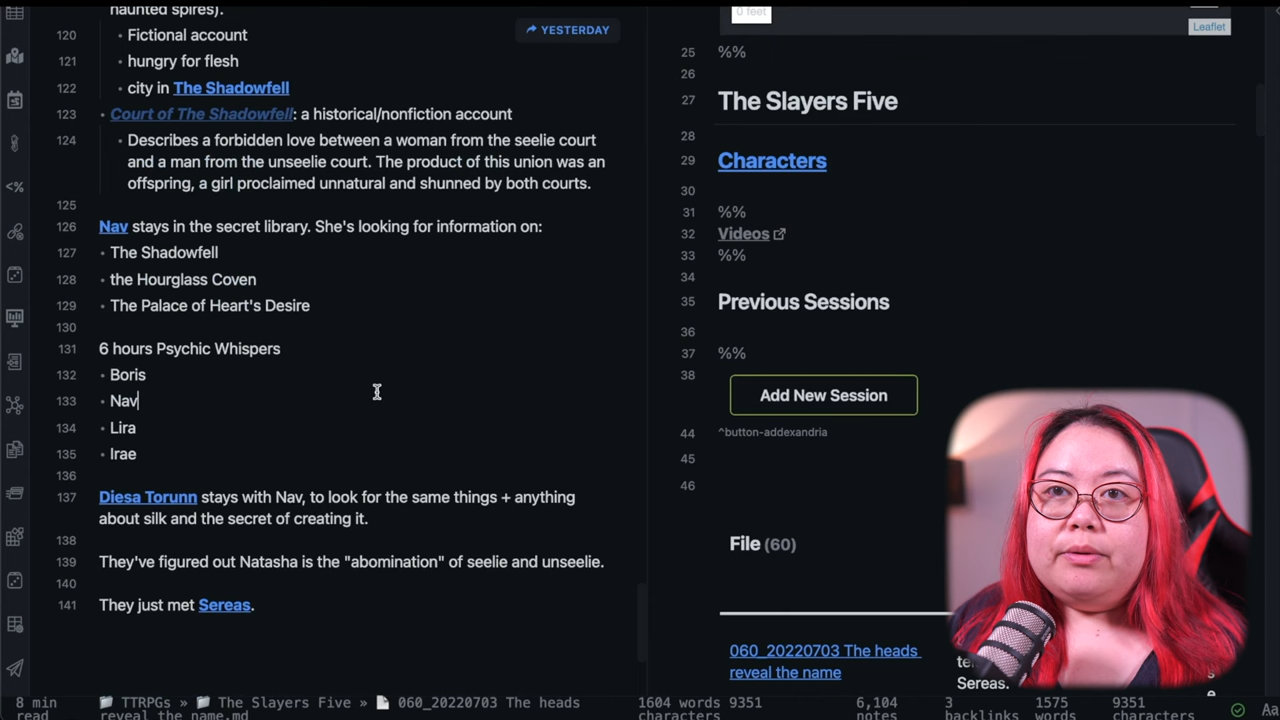 haunted spires).
YESTERDAY
120
Fictional account
121
hungry for flesh
122
city in The Shadowfell
123
Court of The Shadowfell: a historical/nonfiction account
124
Describes a forbidden love between a woman from the seelie court
and a man from the unseelie court. The product of this union was an
offspring, a girl proclaimed unnatural and shunned by both courts.
125
126
Nav stays in the secret library. She's looking for information on:
127
The Shadowfell
128
the Hourglass Coven
129
The Palace of Heart's Desire
130
131
6 hours Psychic Whispers
132
Boris
133
Nav
134
Lira
135
Irae
136
137
Diesa Torunn stays with Nav, to look for the same things + anything
about silk and the secret of creating it.
138
139
They've figured out Natasha is the "abomination" of seelie and unseelie.
140
141
They just met Sereas.
0 feet
Leaflet
25
%%
26
27
The Slayers Five
28
29
Characters
30
31
%%
32
Videos
33
%%
34
35
Previous Sessions
36
37
%%
38
Add New Session
44
^button-addexandria
45
46
File (60)
060_20220703 The heads
reveal the name
Sereas.
<%
8 min
read
TTRPGs » The Slayers Five » 060_20220703 The heads
reveal the name.md
1604 words 9351
characters
6,104
notes
3
backlinks
1575
words
9351
characters
Aa